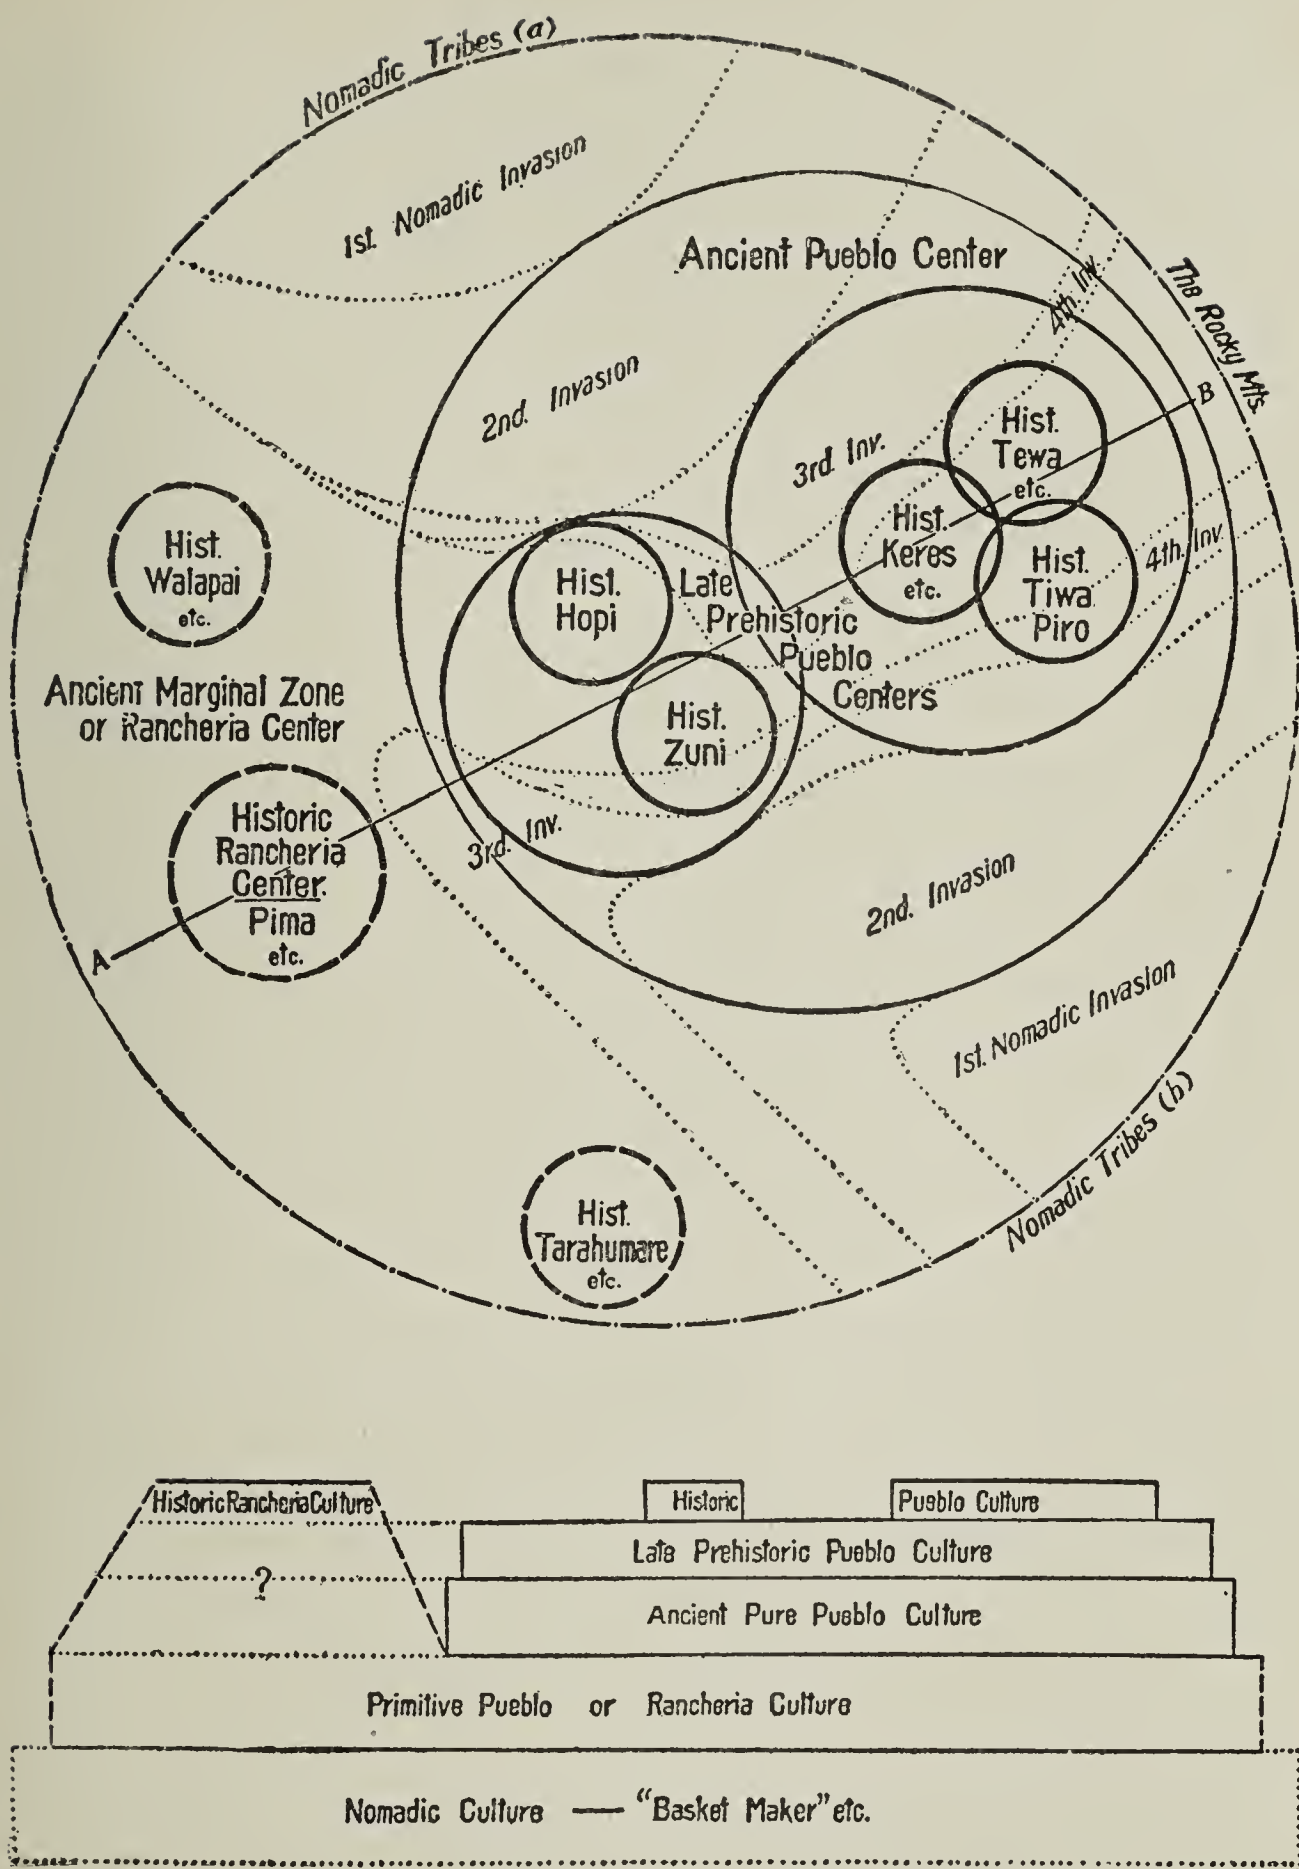 Nomadic Tribes (a)
1st. Nomadic Invasion
Ancient Pueblo Center
4th. Inv.
The Rocky Mts.
2nd. Invasion
3rd. Inv.
B
Hist.
Tewa
etc.
Hist.
Keres
etc.
Hist.
Tiwa
Piro
4th. Inv.
Hist.
Walapai
etc.
Hist.
Hopi
Late
Prehistoric
Pueblo
Centers
Ancient Marginal Zone
or Rancheria Center
Hist.
Zuni
Historic
Rancheria
Center.
Pima
etc.
A
3rd. Inv.
2nd. Invasion
1st. Nomadic Invasion
Nomadic Tribes (b)
Hist.
Tarahumare
etc.
Historic Rancheria Culture
Historic
Pueblo Culture
Late Prehistoric Pueblo Culture
?
Ancient Pure Pueblo Culture
Primitive Pueblo or Rancheria Culture
Nomadic Culture — "Basket Maker" etc.